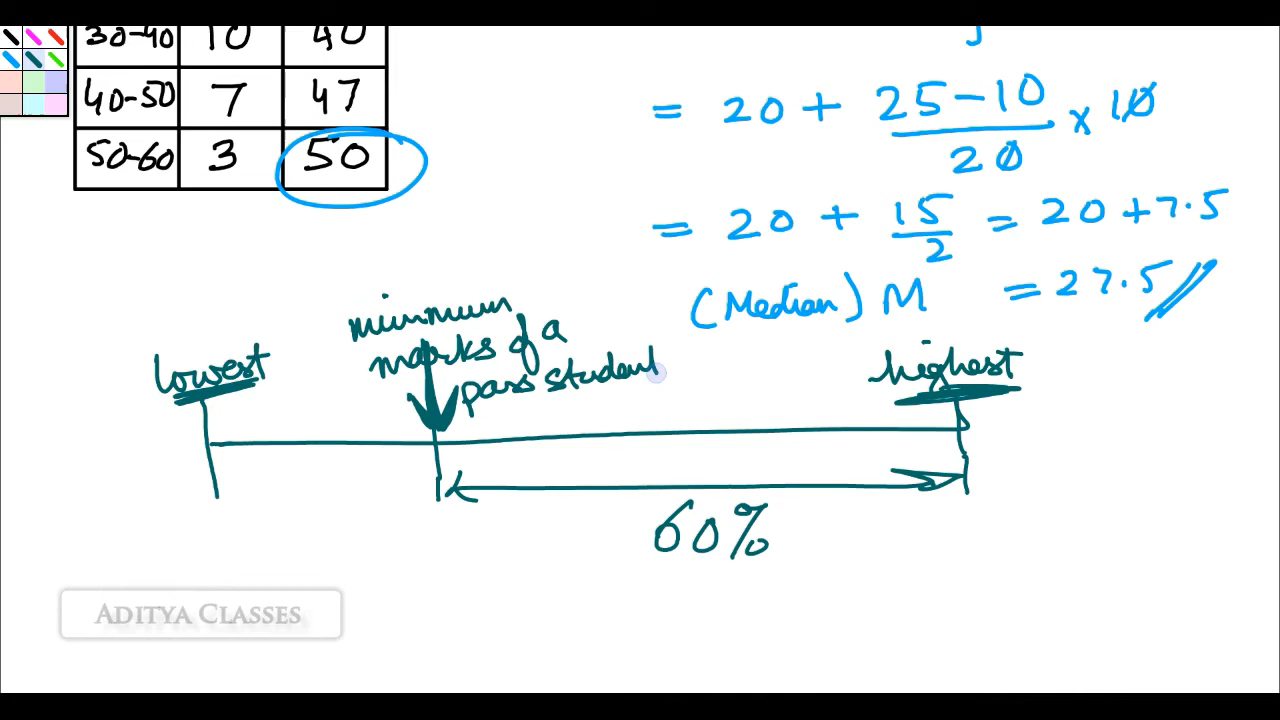 30-40 10 40
40-50 7 47
50-60 3 50
= 20 + 25-10/20 × 10
= 20 + 15/2 = 20 + 7.5
(Median) M = 27.5//
minimum
marks of a
pass student
lowest
highest
60%
ADITYA CLASSES